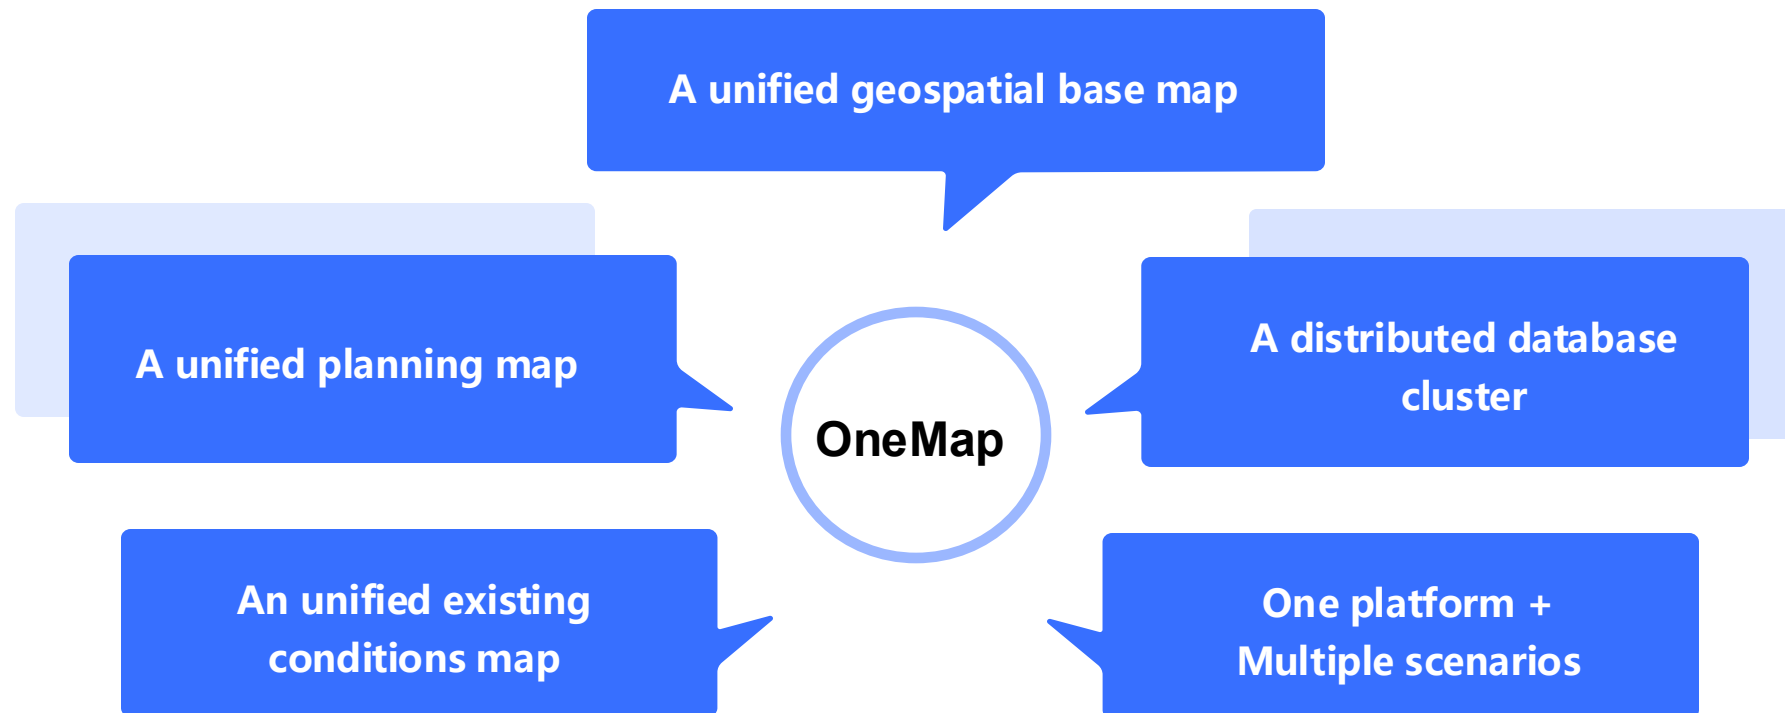 A unified geospatial base map
A unified planning map
A distributed database
cluster
OneMap
An unified existing
conditions map
One platform +
Multiple scenarios